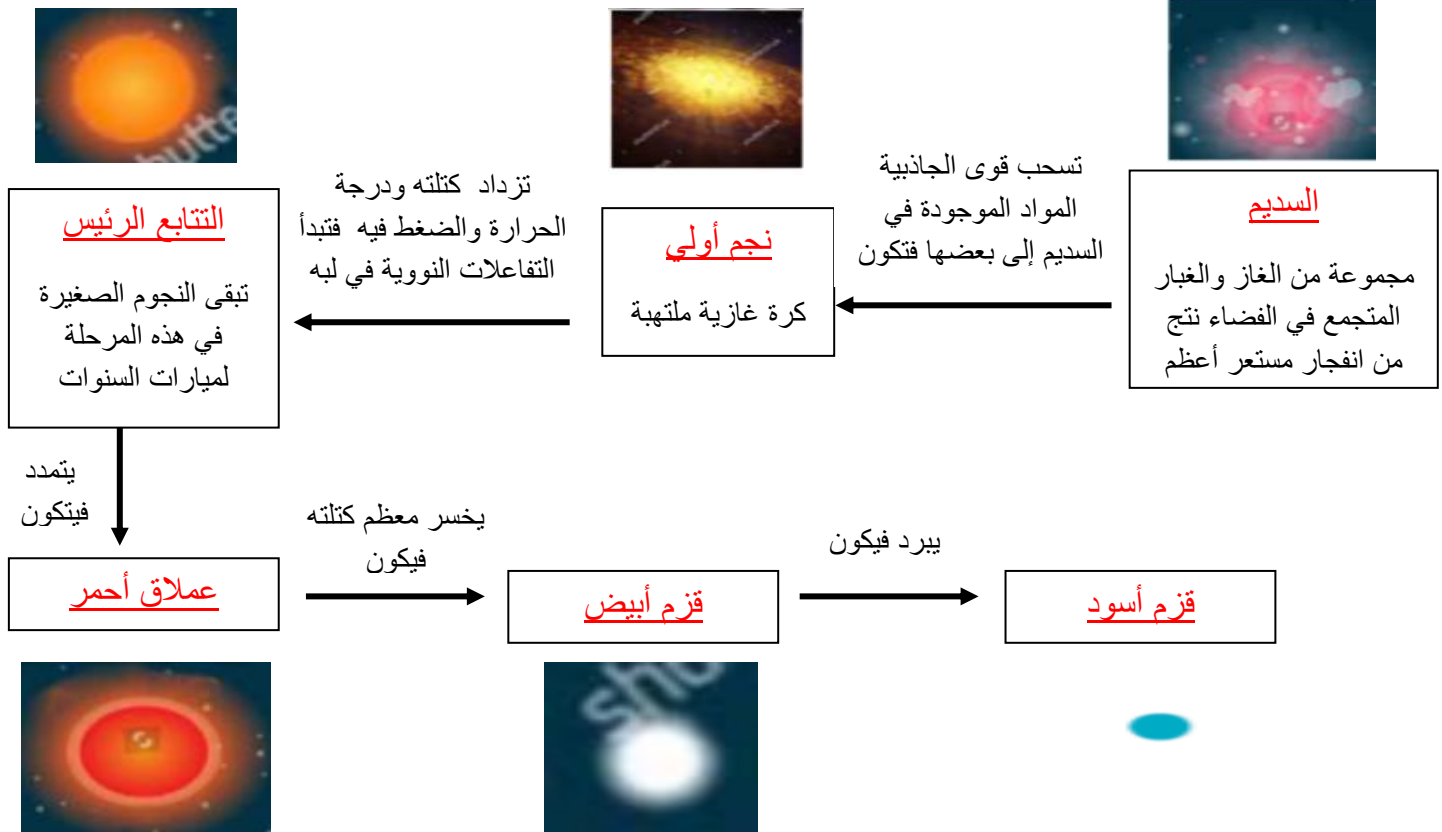 السديم
مجموعة من الغاز والغبار
المتجمع في الفضاء نتج
من انفجار مستعر أعظم
تسحب قوى الجاذبية
المواد الموجودة في
السديم إلى بعضها فتكون
نجم أولي
كرة غازية ملتهبة
تزداد كتلته ودرجة
الحرارة والضغط فيه فتبدأ
التفاعلات النووية في لبه
التتابع الرئيس
تبقى النجوم الصغيرة
في هذه المرحلة
لميارات السنوات
يتمدد
فيتكون
عملاق أحمر
يخسر معظم كتلته
فيكون
قزم أبيض
يبرد فيكون
قزم أسود